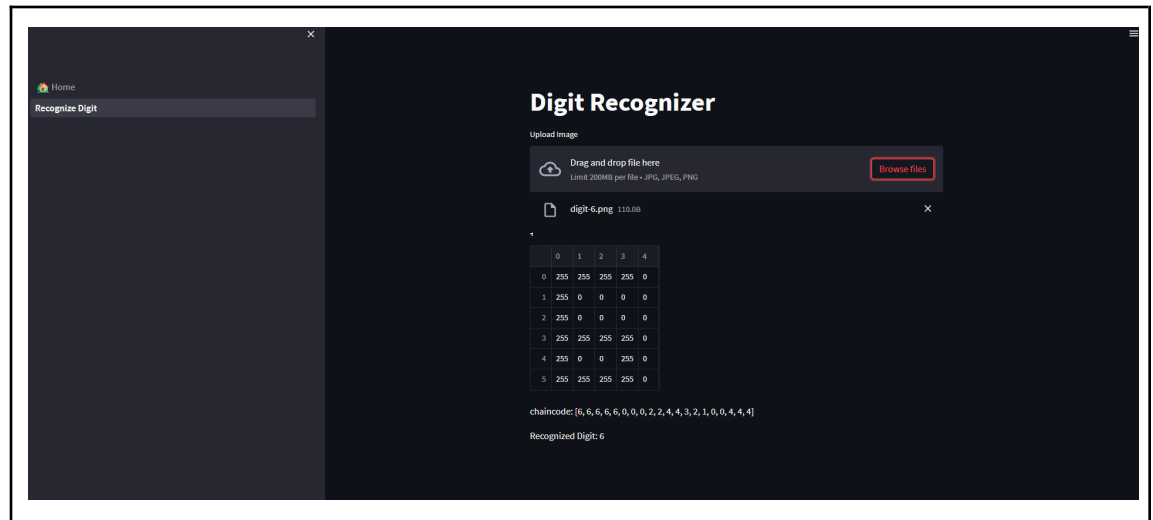 Home
Recognize Digit
Digit Recognizer
Upload Image
Drag and drop file here
Limit 200MB per file • JPG, JPEG, PNG
Browse files
digit-6.png 110.0B
0 1 2 3 4
0 255 255 255 255 0
1 255 0 0 0 0
2 255 0 0 0 0
3 255 255 255 255 0
4 255 0 0 255 0
5 255 255 255 255 0
chaincode: [6, 6, 6, 6, 6, 0, 0, 0, 2, 2, 4, 4, 3, 2, 1, 0, 0, 4, 4, 4]
Recognized Digit: 6